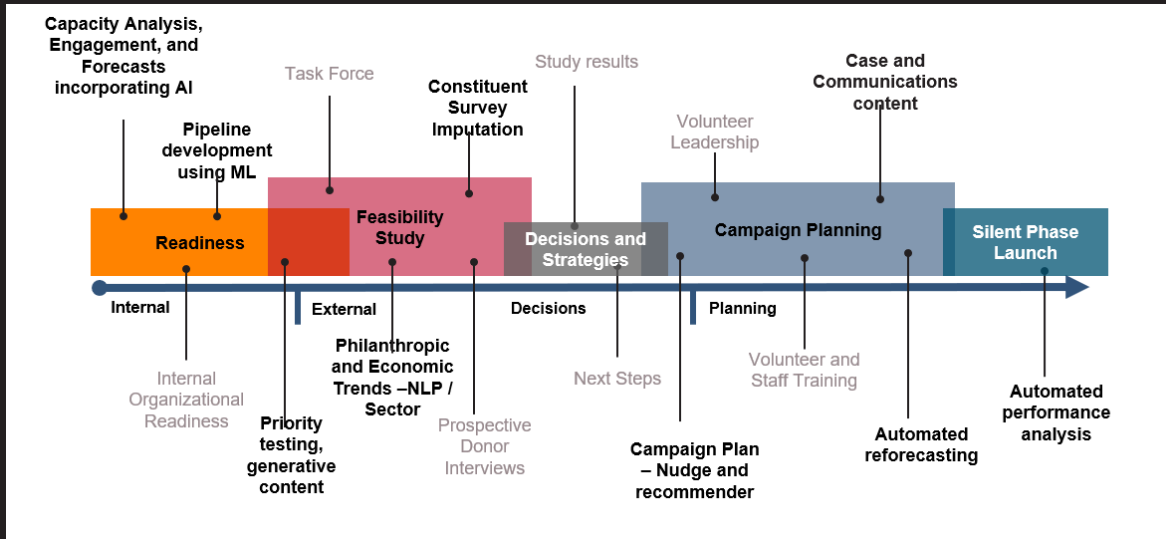 Capacity Analysis,
Engagement, and
Forecasts
incorporating AI
Pipeline
development
using ML
Task Force
Constituent
Survey
Imputation
Study results
Volunteer
Leadership
Case and
Communications
content
Readiness
Feasibility
Study
Decisions and
Strategies
Campaign Planning
Silent Phase
Launch
Internal
External
Decisions
Planning
Internal
Organizational
Readiness
Priority
testing,
generative
content
Philanthropic
and Economic
Trends –NLP /
Sector
Prospective
Donor
Interviews
Next Steps
Campaign Plan
– Nudge and
recommender
Volunteer and
Staff Training
Automated
reforecasting
Automated
performance
analysis